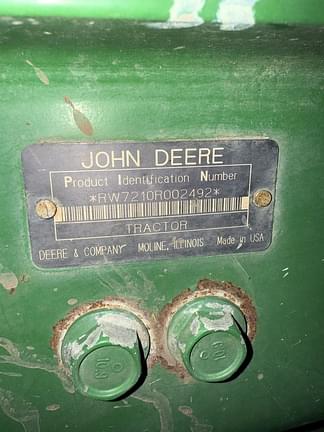 JOHN DEERE
Product Identification Number
*RW7210R002492*
TRACTOR
DEERE & COMPANY MOLINE, ILLINOIS Made in USA